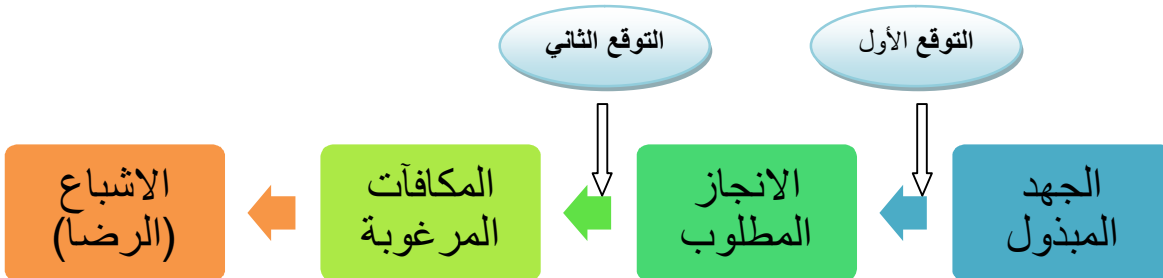 التوقع الأول
التوقع الثاني
الجهد
المبذول
الانجاز
المطلوب
المكافآت
المرغوبة
الاشباع
(الرضا)